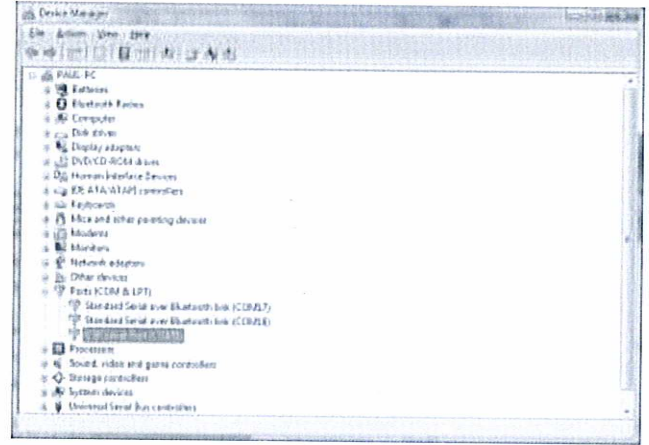 Device Manager
File Action View Help
PAUL-PC
Batteries
Bluetooth Radios
Computer
Disk drives
Display adapters
DVD/CD-ROM drives
Human Interface Devices
IDE ATA/ATAPI controllers
Keyboards
Mice and other pointing devices
Modems
Monitors
Network adapters
Other devices
Ports (COM & LPT)
Standard Serial over Bluetooth link (COM17)
Standard Serial over Bluetooth link (COM18)
Processors
Sound, video and game controllers
Storage controllers
System devices
Universal Serial Bus controllers